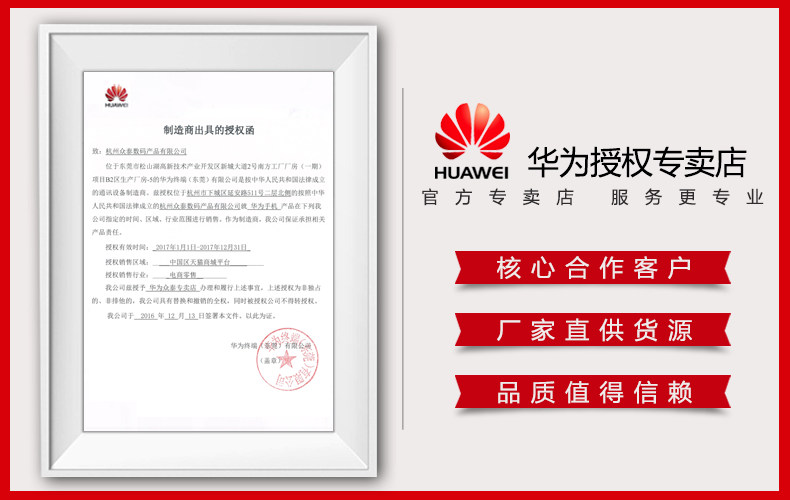 HUAWEI
制造商出具的授权函
致：杭州众泰数码产品有限公司
位于东莞市松山湖高新技术产业开发区新城大道2号南方工厂厂房（一期）
项目B2区生产厂房-5的华为终端（东莞）有限公司是按中华人民共和国法律成立
的通讯设备制造商。兹授权位于杭州市下城区延安路511号二层北侧的按照中华
人民共和国法律成立的杭州众泰数码产品有限公司就 华为手机 产品在下列我
公司指定的时间、区域、行业范围进行销售。作为制造商，我公司保证承担相关
产品责任。
授权有效时间：2017年1月1日-2017年12月31日
授权销售区域：中国区天猫商城平台
授权销售行业：电商零售
我公司兹授予 华为众泰专卖店 办理和履行上述事宜。上述授权为非独占
的、非排他的，我公司具有替换和撤销的全权，同时被授权公司不得转授权。
我公司于 2016 年 12 月 13 日签署本文件，以此为证。
华为终端（东莞）有限公司
（盖章）
HUAWEI 华为授权专卖店
官方专卖店 服务更专业
核心合作客户
厂家直供货源
品质值得信赖